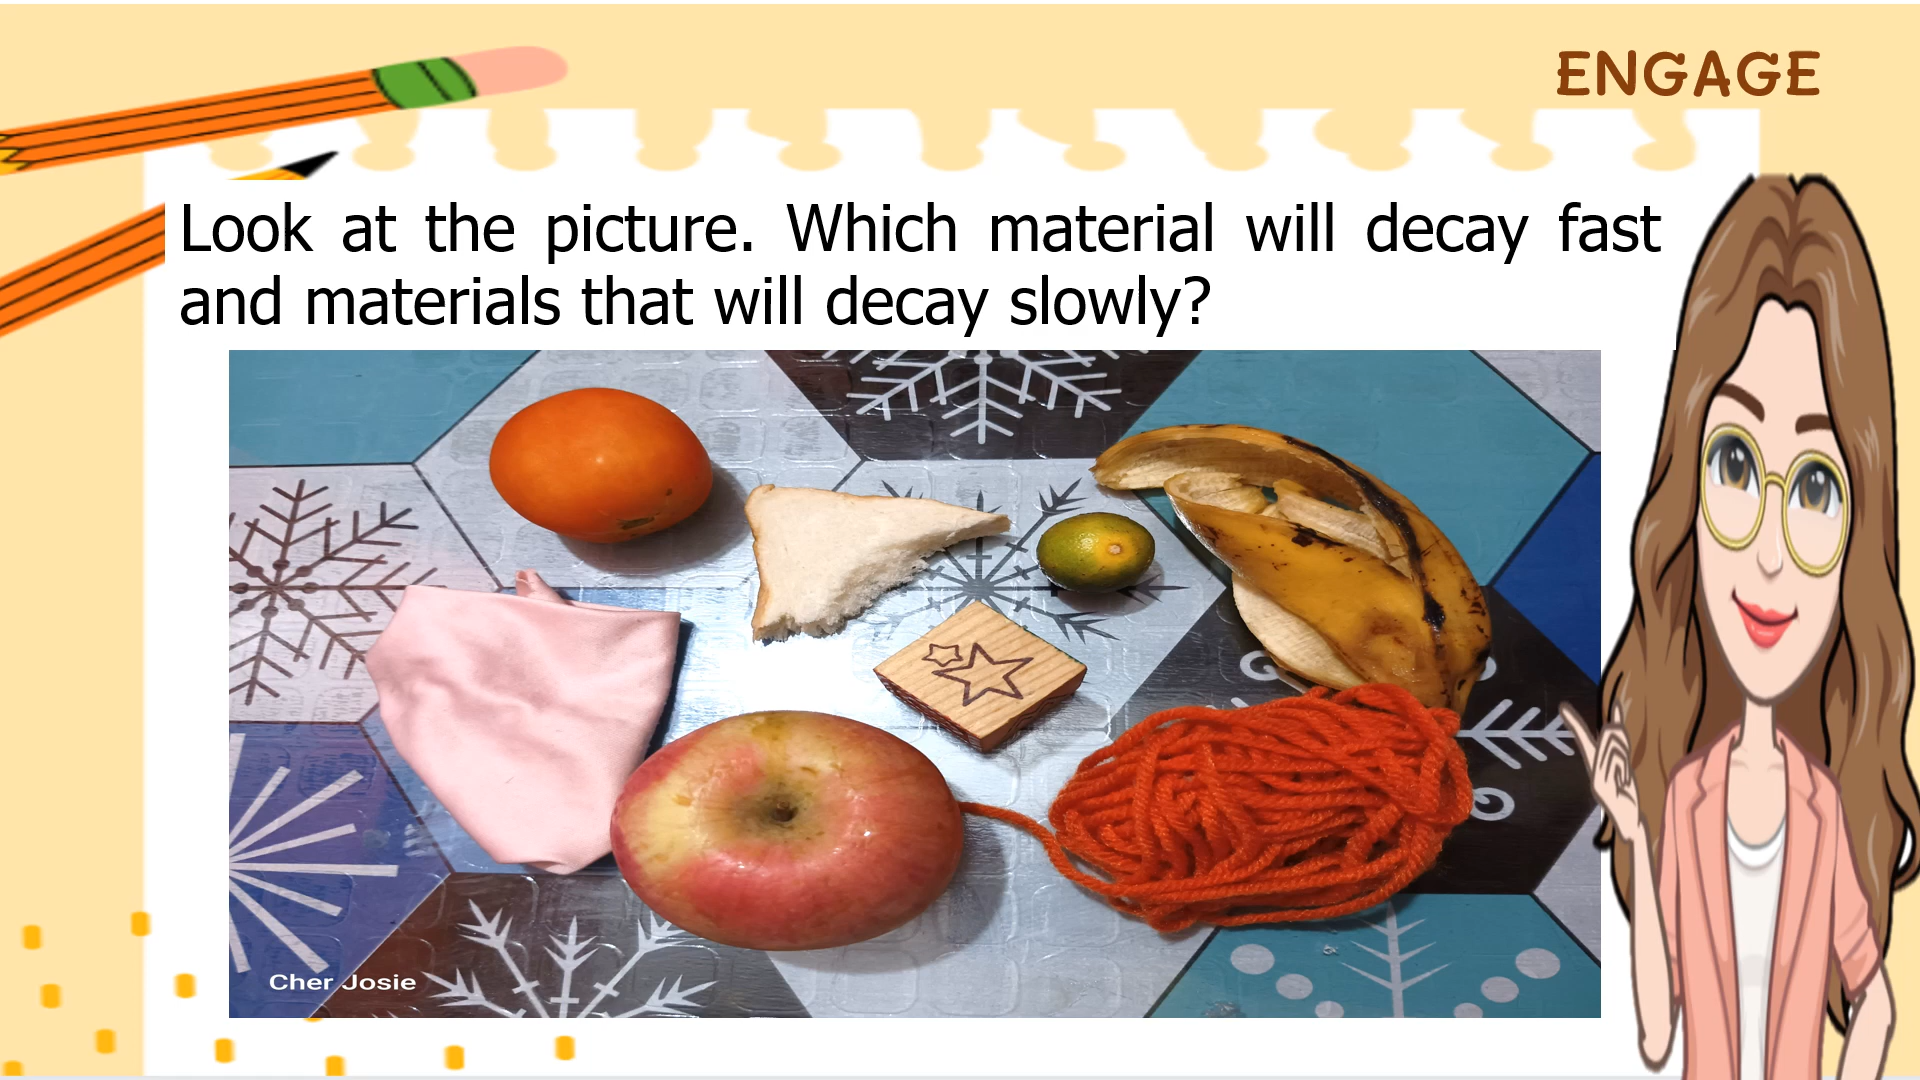 ENGAGE
Look at the picture. Which material will decay fast
and materials that will decay slowly?
Cher Josie